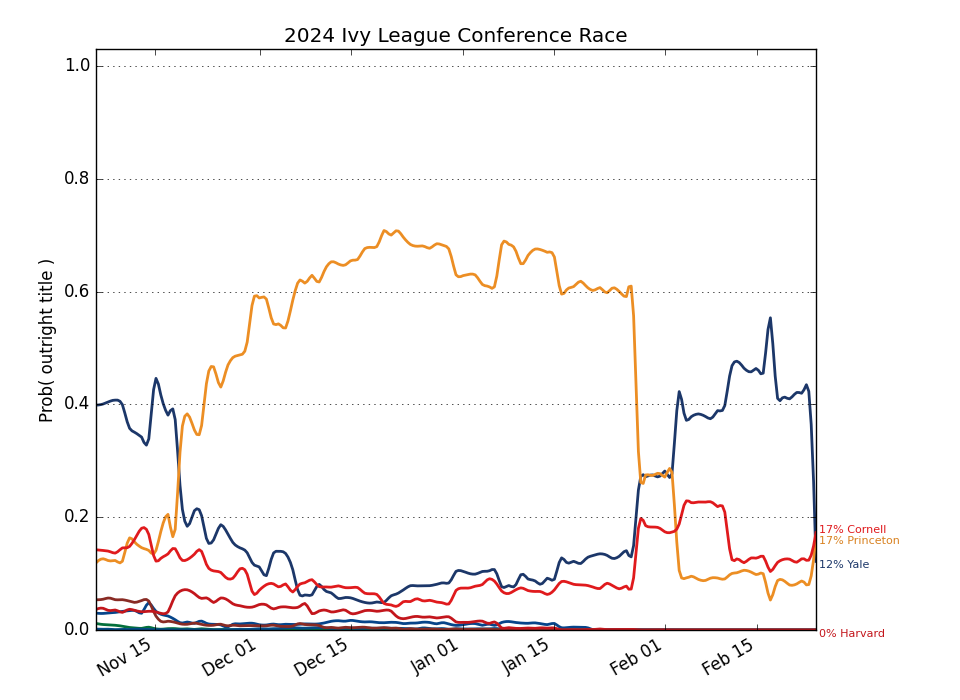 2024 Ivy League Conference Race
Prob( outright title )
1.0
0.8
0.6
0.4
0.2
0.0
17% Cornell
17% Princeton
12% Yale
0% Harvard
Nov 15
Dec 01
Dec 15
Jan 01
Jan 15
Feb 01
Feb 15